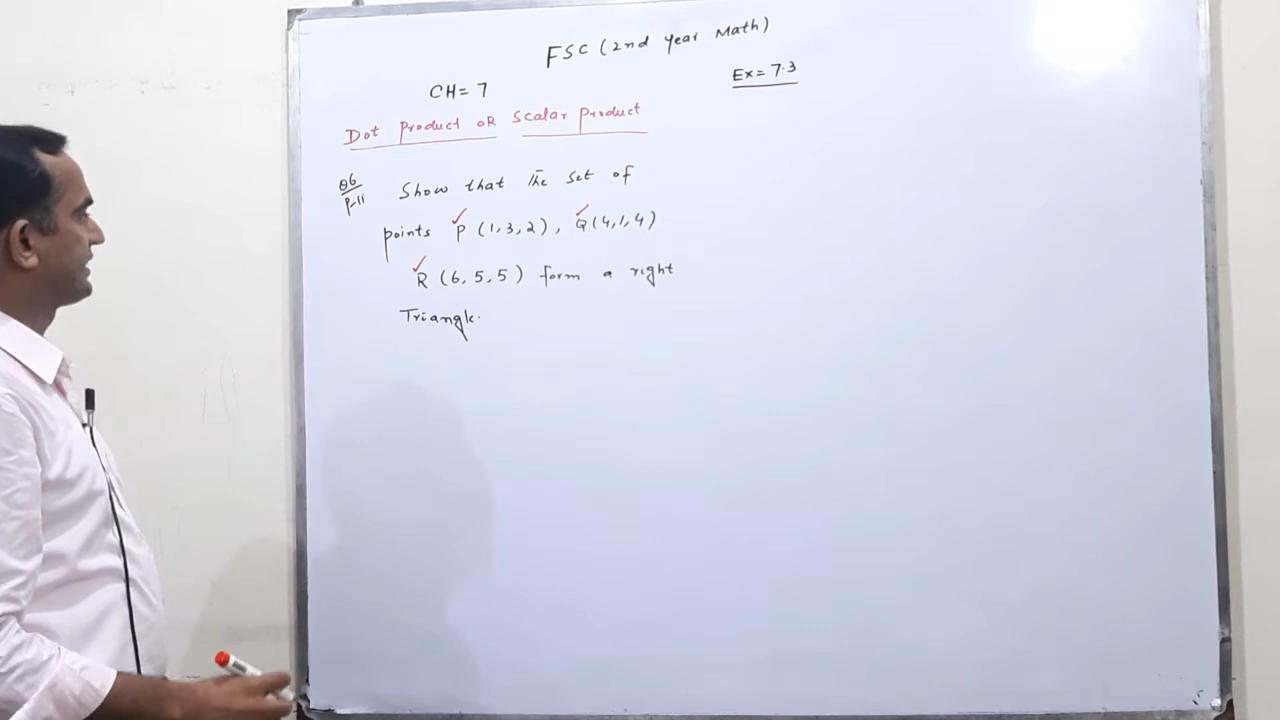 FSC (2nd Year Math)
CH = 7
Ex = 7.3
Dot Product OR Scalar Product
Q6 Show that the set of
P-II
points P (1, 3, 2), Q (4, 1, 4)
R (6, 5, 5) form a right
Triangle.